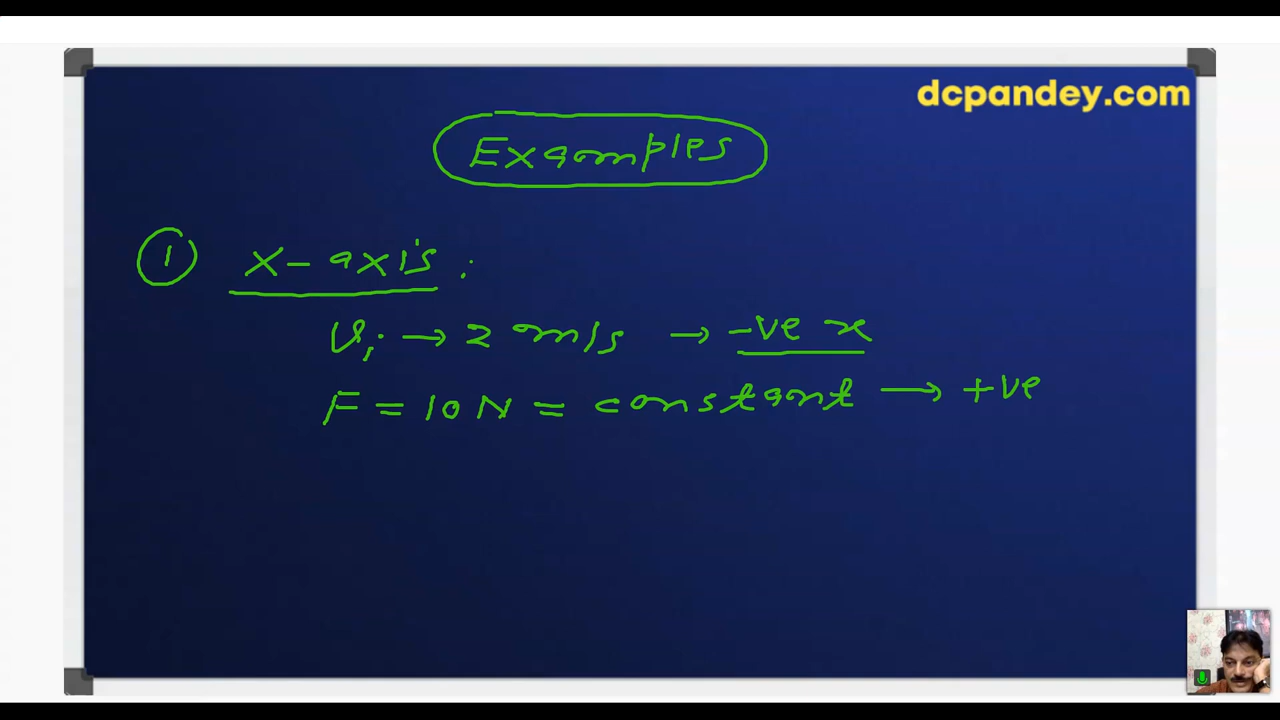 dcpandey.com
Examples
1 X-axis:
vi → 2 m/s → -ve x
F = 10 N = constant → +ve